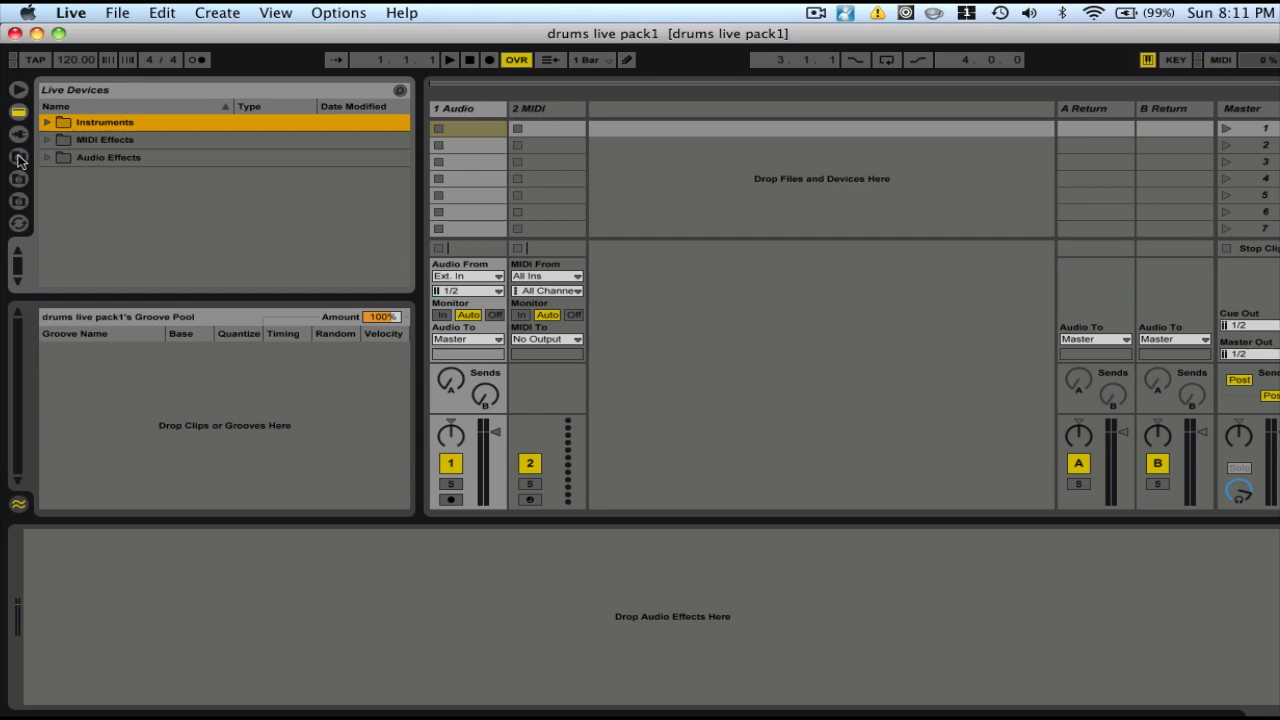 Live File Edit Create View Options Help (99%) Sun 8:11 PM
drums live pack1 [drums live pack1]
TAP 120.00 4 / 4 1. 1. 1 OVR 1 Bar 3. 1. 1 4. 0. 0 KEY MIDI 0 %
Live Devices
Name Type Date Modified
Instruments
MIDI Effects
Audio Effects
drums live pack1's Groove Pool Amount 100%
Groove Name Base Quantize Timing Random Velocity
Drop Clips or Grooves Here
1 Audio 2 MIDI A Return B Return Master
1
2
3
4
5
6
7
Drop Files and Devices Here
Stop Cli
Audio From MIDI From
Ext. In All Ins
1/2 All Channe
Monitor Monitor
In Auto Off In Auto Off
Audio To MIDI To Audio To Audio To
Master No Output Master Master
Cue Out
1/2
Master Out
1/2
Sends Sends Sends Send
A B A B A B Post Pos
1 2 A B Solo
S S S S
Drop Audio Effects Here